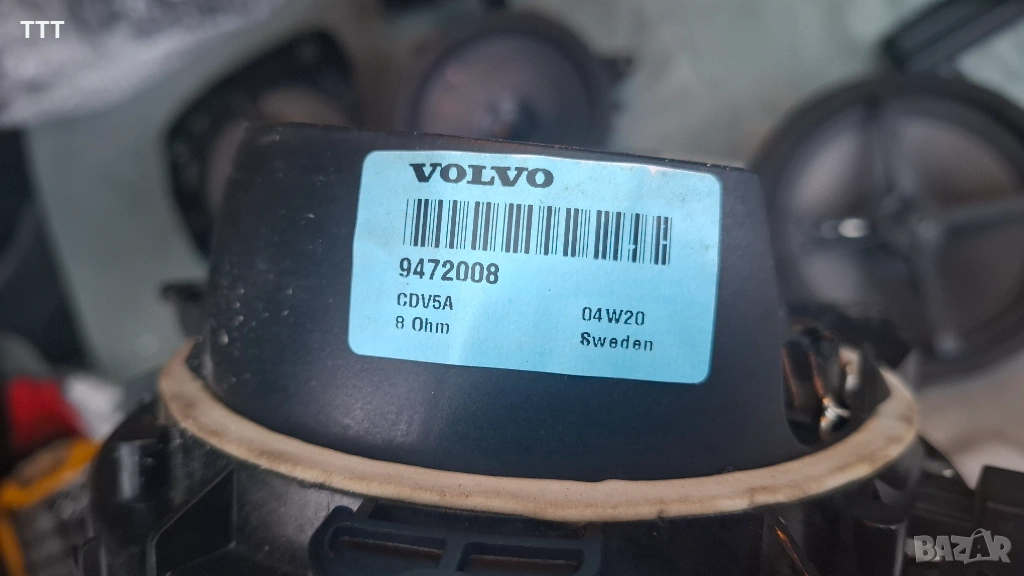 TTT
VOLVO
9472008
CDV5A 04W20
8 Ohm Sweden
BAZAR